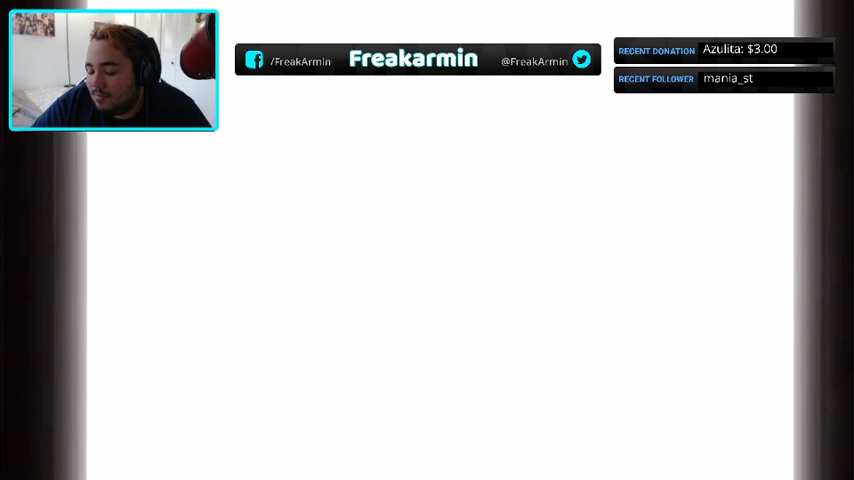 /FreakArmin
Freakarmin
@FreakArmin
RECENT DONATION Azulita: $3.00
RECENT FOLLOWER mania_st